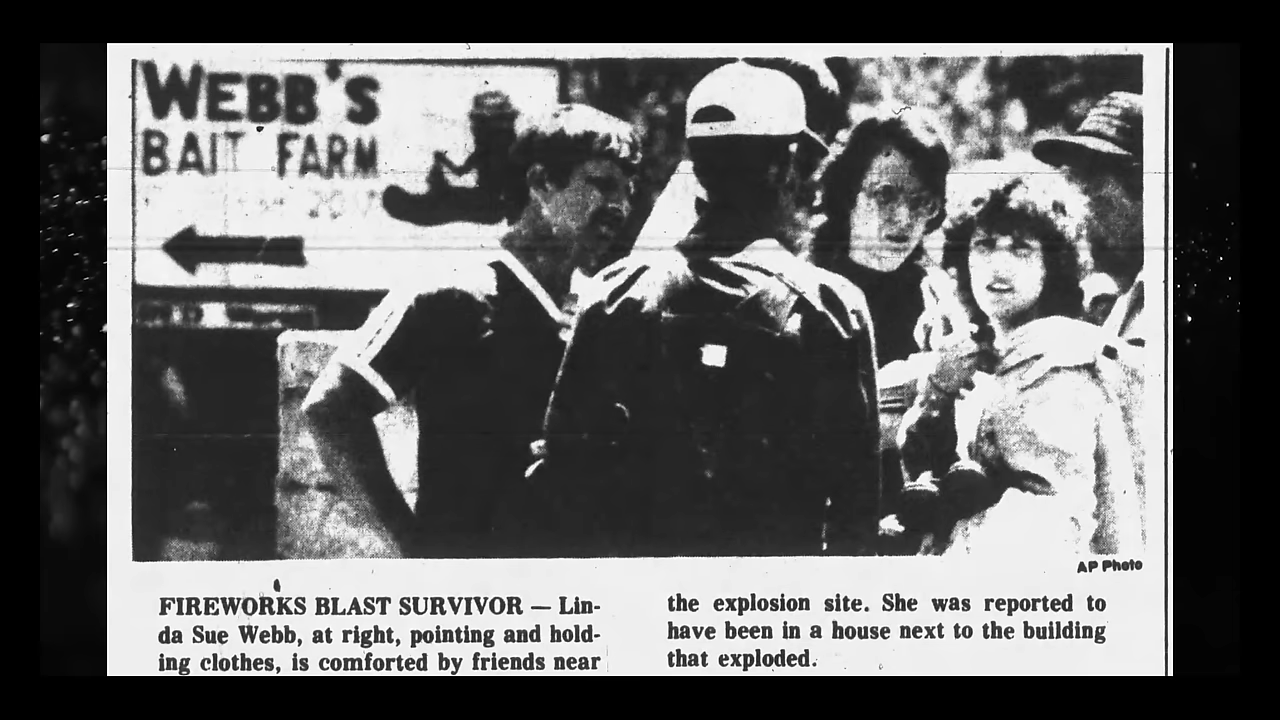 WEBB'S
BAIT FARM
AP Photo
FIREWORKS BLAST SURVIVOR — Lin-
da Sue Webb, at right, pointing and hold-
ing clothes, is comforted by friends near
the explosion site. She was reported to
have been in a house next to the building
that exploded.